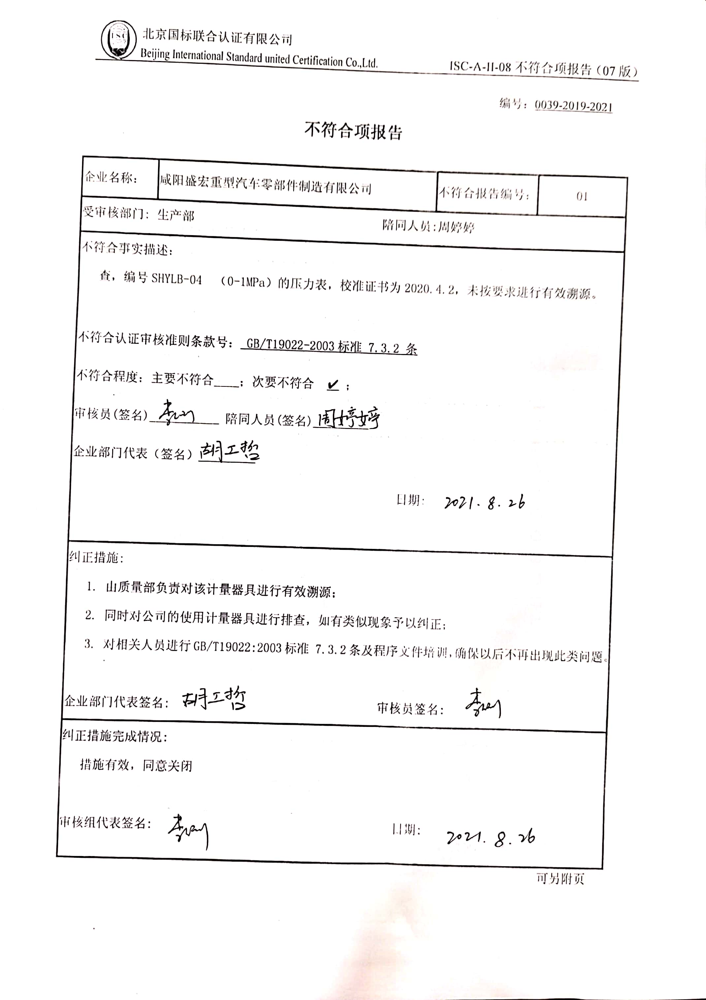 ISC
北京国标联合认证有限公司
Beijing International Standard united Certification Co.,Ltd.
ISC-A-II-08 不符合项报告（07 版）
编号：0039-2019-2021
不符合项报告
企业名称： 咸阳盛宏重型汽车零部件制造有限公司 不符合报告编号： 01
受审核部门：生产部 陪同人员:周婷婷
不符合事实描述：
查，编号 SHYLB-04 （0-1MPa）的压力表，校准证书为 2020.4.2，未按要求进行有效溯源。
不符合认证审核准则条款号： GB/T19022-2003 标准 7.3.2 条
不符合程度：主要不符合____；次要不符合 ✔；
审核员(签名) 陪同人员(签名) 周婷婷
企业部门代表（签名）胡工哲
日期： 2021.8.26
纠正措施：
1. 由质量部负责对该计量器具进行有效溯源；
2. 同时对公司的使用计量器具进行排查，如有类似现象予以纠正；
3. 对相关人员进行 GB/T19022:2003 标准 7.3.2 条及程序文件培训,确保以后不再出现此类问题。
企业部门代表签名： 胡工哲 审核员签名：
纠正措施完成情况：
措施有效，同意关闭
审核组代表签名： 日期： 2021.8.26
可另附页